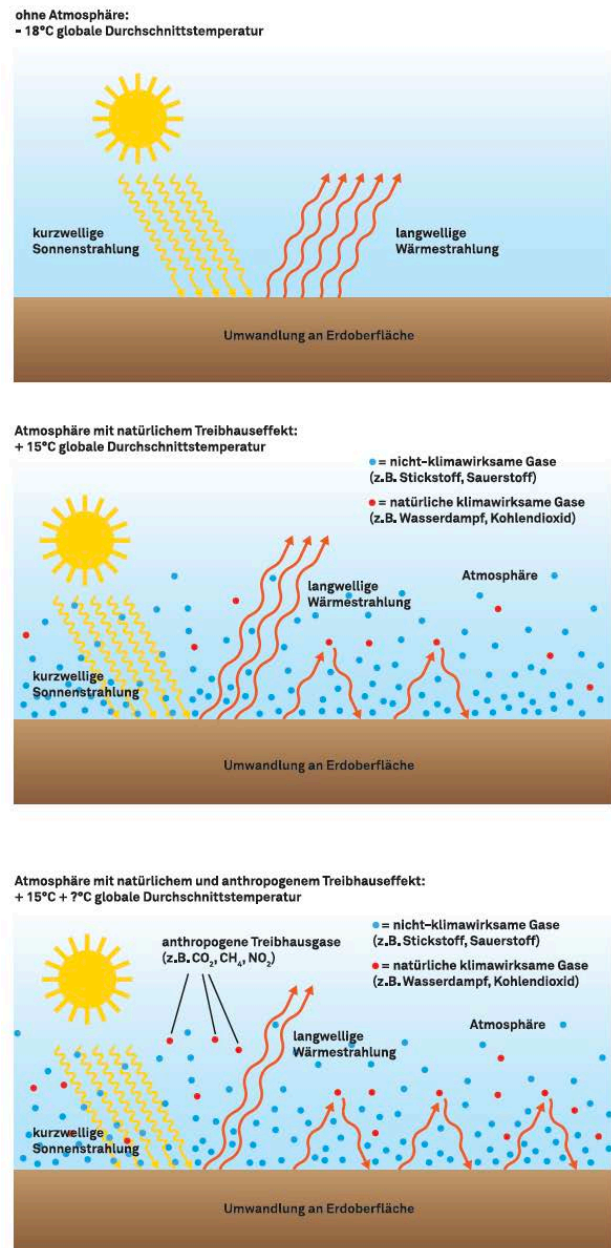 ohne Atmosphäre:
- 18°C globale Durchschnittstemperatur
kurzwellige
Sonnenstrahlung
langwellige
Wärmestrahlung
Umwandlung an Erdoberfläche
Atmosphäre mit natürlichem Treibhauseffekt:
+ 15°C globale Durchschnittstemperatur
= nicht-klimawirksame Gase
(z.B. Stickstoff, Sauerstoff)
= natürliche klimawirksame Gase
(z.B. Wasserdampf, Kohlendioxid)
langwellige
Wärmestrahlung
Atmosphäre
kurzwellige
Sonnenstrahlung
Umwandlung an Erdoberfläche
Atmosphäre mit natürlichem und anthropogenem Treibhauseffekt:
+ 15°C + ?°C globale Durchschnittstemperatur
anthropogene Treibhausgase
(z.B. CO₂, CH₄, NO₂)
= nicht-klimawirksame Gase
(z.B. Stickstoff, Sauerstoff)
= natürliche klimawirksame Gase
(z.B. Wasserdampf, Kohlendioxid)
langwellige
Wärmestrahlung
Atmosphäre
kurzwellige
Sonnenstrahlung
Umwandlung an Erdoberfläche